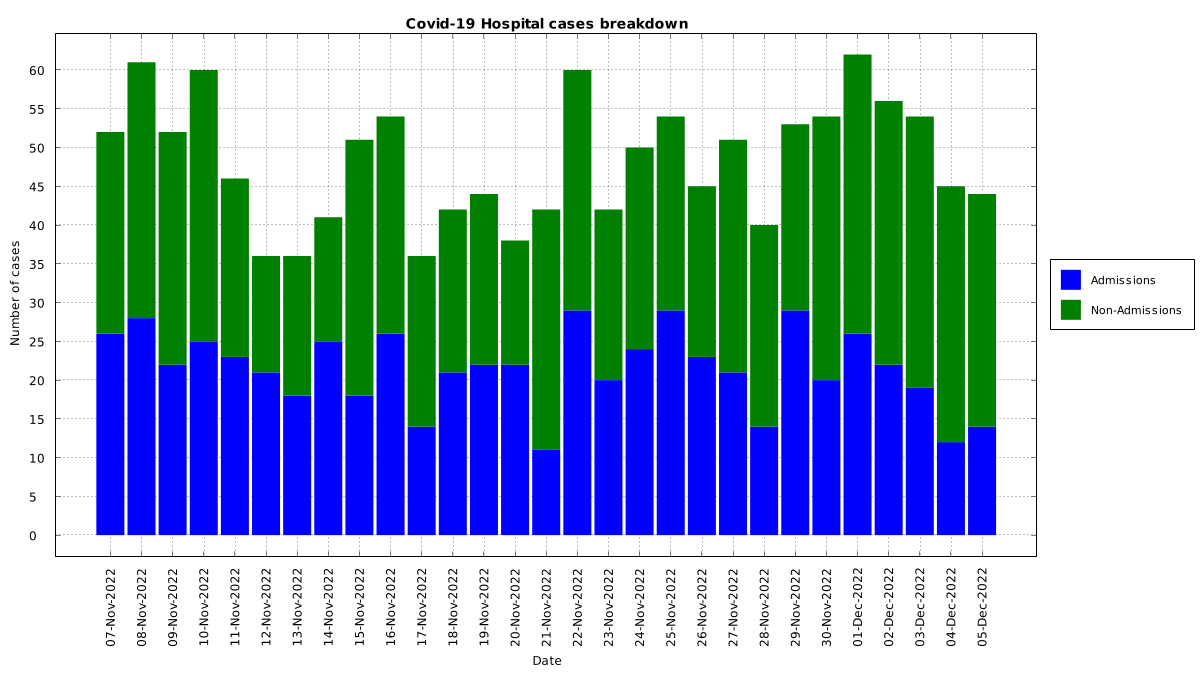 Covid-19 Hospital cases breakdown
Number of cases
60
55
50
45
40
35
30
25
20
15
10
5
0
Admissions
Non-Admissions
07-Nov-2022
08-Nov-2022
09-Nov-2022
10-Nov-2022
11-Nov-2022
12-Nov-2022
13-Nov-2022
14-Nov-2022
15-Nov-2022
16-Nov-2022
17-Nov-2022
18-Nov-2022
19-Nov-2022
20-Nov-2022
21-Nov-2022
22-Nov-2022
23-Nov-2022
24-Nov-2022
25-Nov-2022
26-Nov-2022
27-Nov-2022
28-Nov-2022
29-Nov-2022
30-Nov-2022
01-Dec-2022
02-Dec-2022
03-Dec-2022
04-Dec-2022
05-Dec-2022
Date